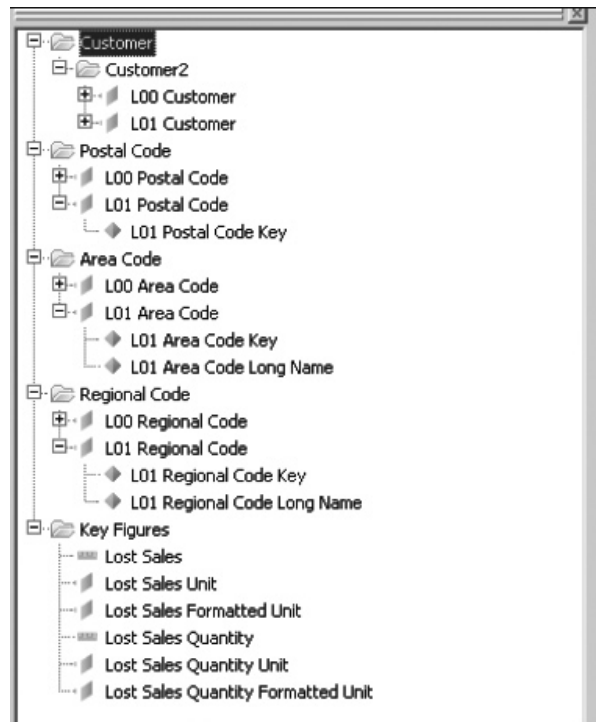 Customer
Customer2
L00 Customer
L01 Customer
Postal Code
L00 Postal Code
L01 Postal Code
L01 Postal Code Key
Area Code
L00 Area Code
L01 Area Code
L01 Area Code Key
L01 Area Code Long Name
Regional Code
L00 Regional Code
L01 Regional Code
L01 Regional Code Key
L01 Regional Code Long Name
Key Figures
Lost Sales
Lost Sales Unit
Lost Sales Formatted Unit
Lost Sales Quantity
Lost Sales Quantity Unit
Lost Sales Quantity Formatted Unit